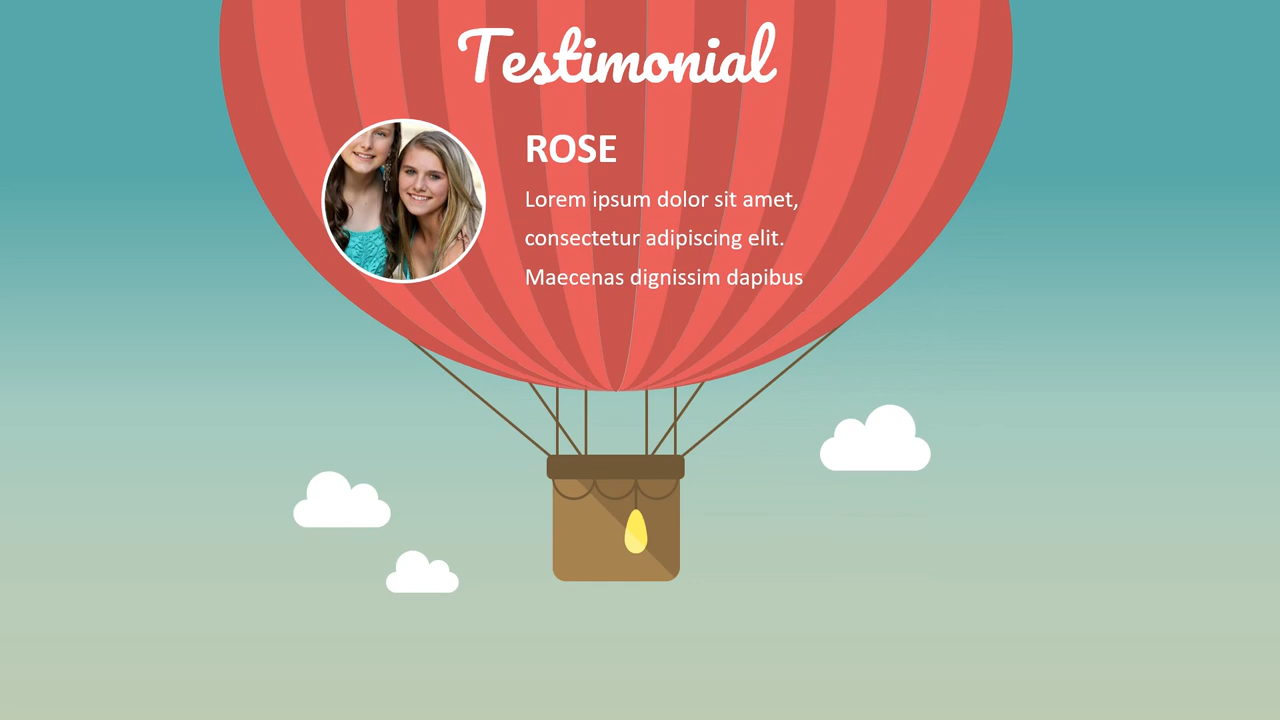 Testimonial
ROSE
Lorem ipsum dolor sit amet,
consectetur adipiscing elit.
Maecenas dignissim dapibus